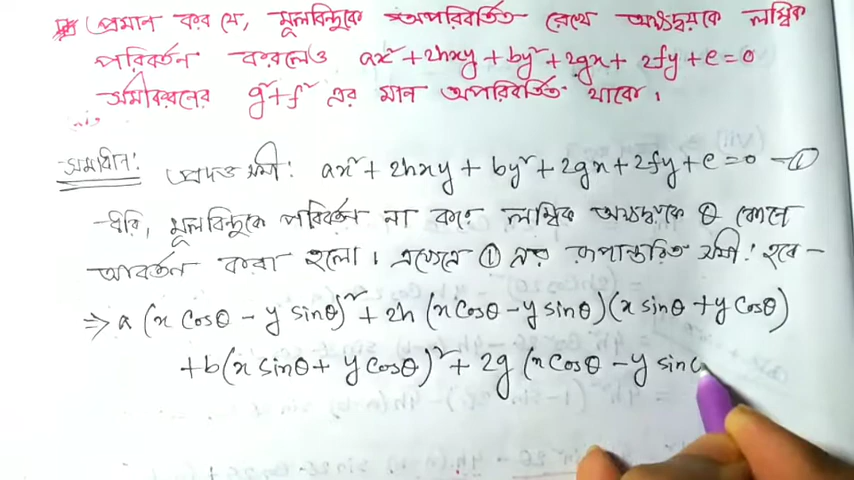 প্রমান কর যে, মূলবিন্দুকে অপরিবর্তিত রেখে অক্ষদ্বয়কে লম্বিক
পরিবর্তন করলেও ax²+2hxy+by²+2gx+2fy+c=0
সমীকরনের g²+f² এর মান অপরিবর্তিত থাকে।
সমাধান: প্রদত্ত সমী: ax²+2hxy+by²+2gx+2fy+c=0 —①
ধরি, মূলবিন্দুকে পরিবর্তন না করে লম্বিক অক্ষদ্বয়কে θ কোনে
আবর্তন করা হলো। এক্ষেত্রে ① এর রূপান্তরিত সমী: হবে –
⇒ a(x cosθ – y sinθ)² + 2h (x cosθ – y sinθ)(x sinθ + y cosθ)
+b(x sinθ + y cosθ)² + 2g (x cosθ – y sin